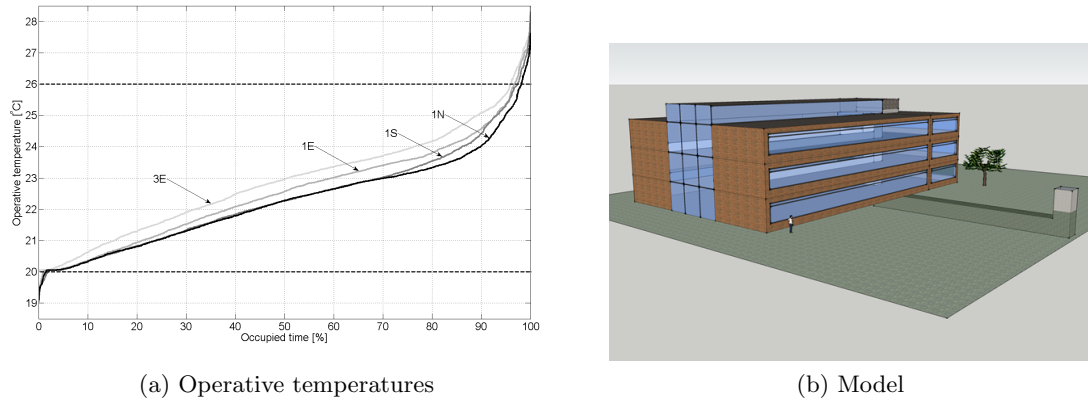 28
27
26
25
24
23
22
21
20
19
Operative temperature [°C]
3E
1E
1S
1N
0 10 20 30 40 50 60 70 80 90 100
Occupied time [%]
(a) Operative temperatures
(b) Model